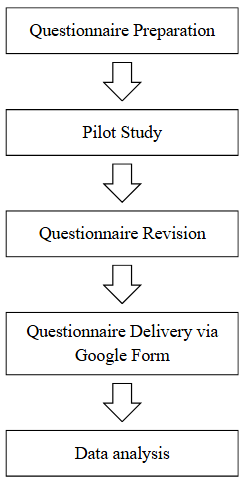 Questionnaire Preparation
Pilot Study
Questionnaire Revision
Questionnaire Delivery via
Google Form
Data analysis